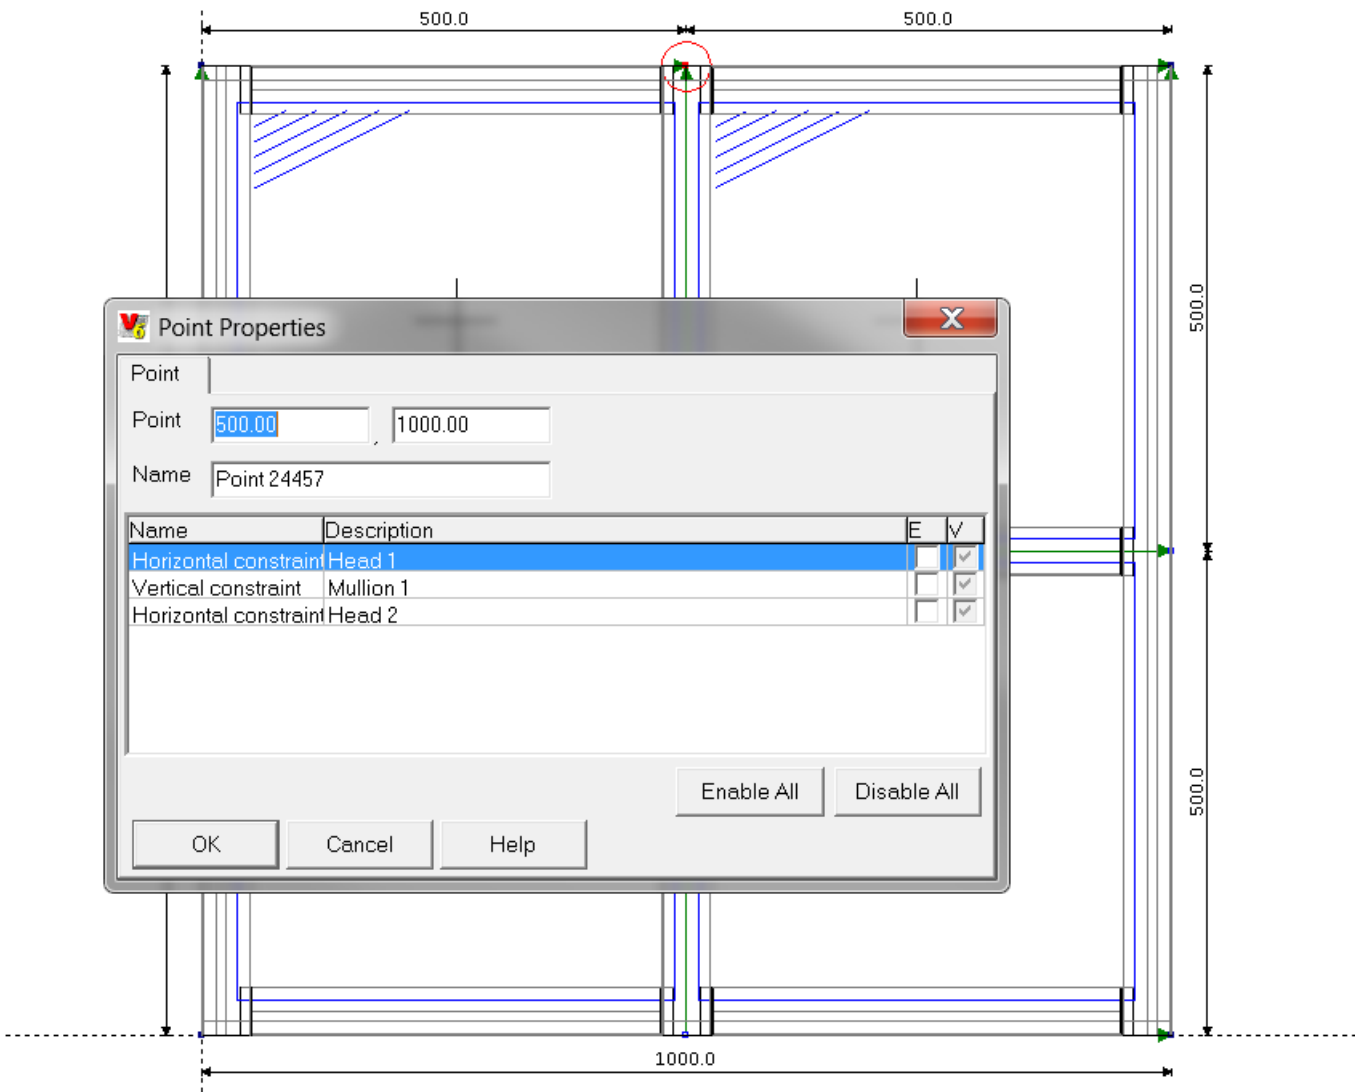 500.0 500.0
500.0
V6 Point Properties
Point
Point 500.00 , 1000.00
Name Point 24457
Name Description E V
Horizontal constraint Head 1
Vertical constraint Mullion 1
Horizontal constraint Head 2
Enable All Disable All
500.0
OK Cancel Help
1000.0